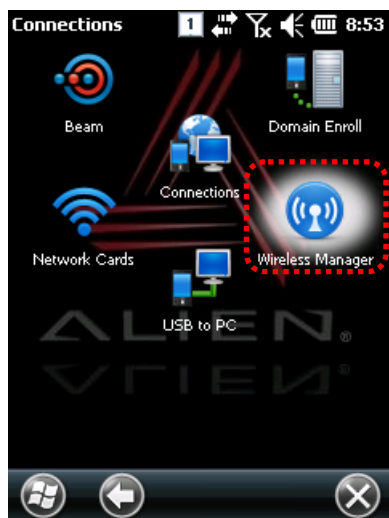 Connections 1 8:53
Beam
Domain Enroll
Connections
Network Cards
Wireless Manager
USB to PC
ALIEN®